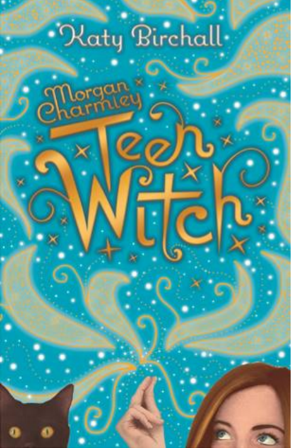 Katy Birchall
Morgan
Charmley
Teen
Witch